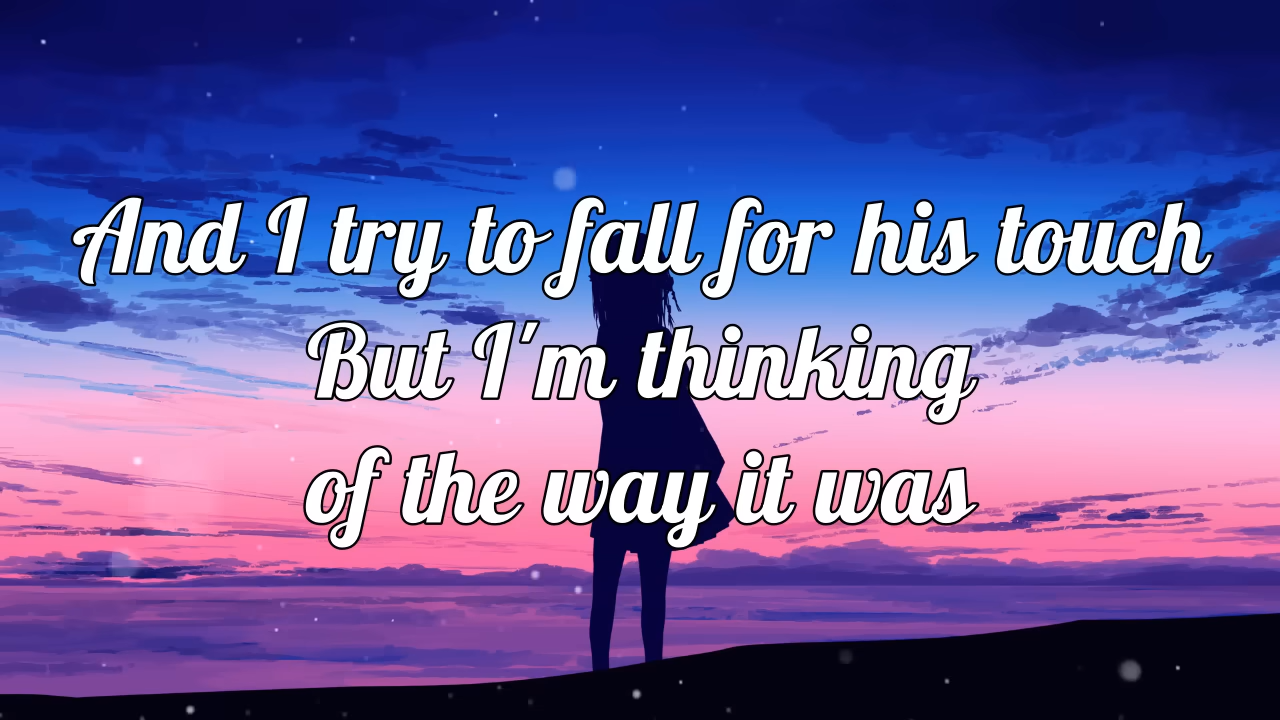 And I try to fall for his touch
But I'm thinking
of the way it was